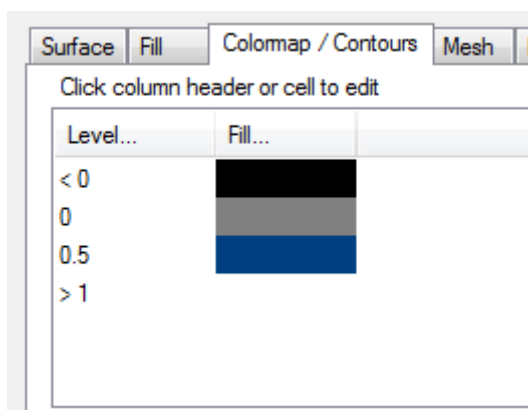 Surface Fill Colormap / Contours Mesh
Click column header or cell to edit
Level... Fill...
< 0
0
0.5
> 1